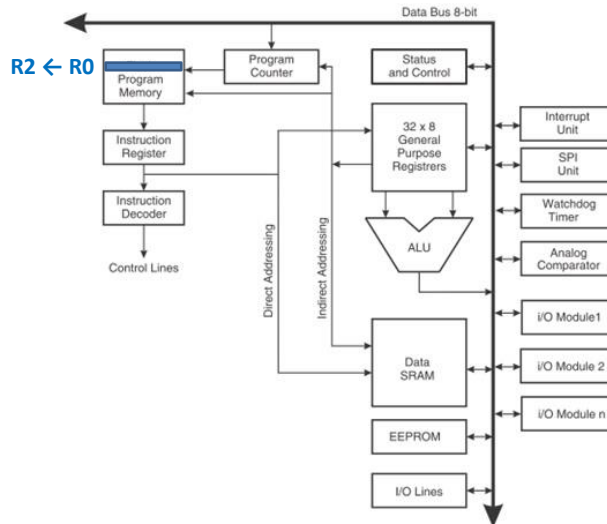 Data Bus 8-bit
R2 ← R0
Program
Memory
Program
Counter
Status
and Control
Instruction
Register
32 x 8
General
Purpose
Registrers
Interrupt
Unit
SPI
Unit
Instruction
Decoder
Watchdog
Timer
ALU
Analog
Comparator
Control Lines
Direct Addressing
Indirect Addressing
i/O Module1
Data
SRAM
i/O Module 2
i/O Module n
EEPROM
I/O Lines